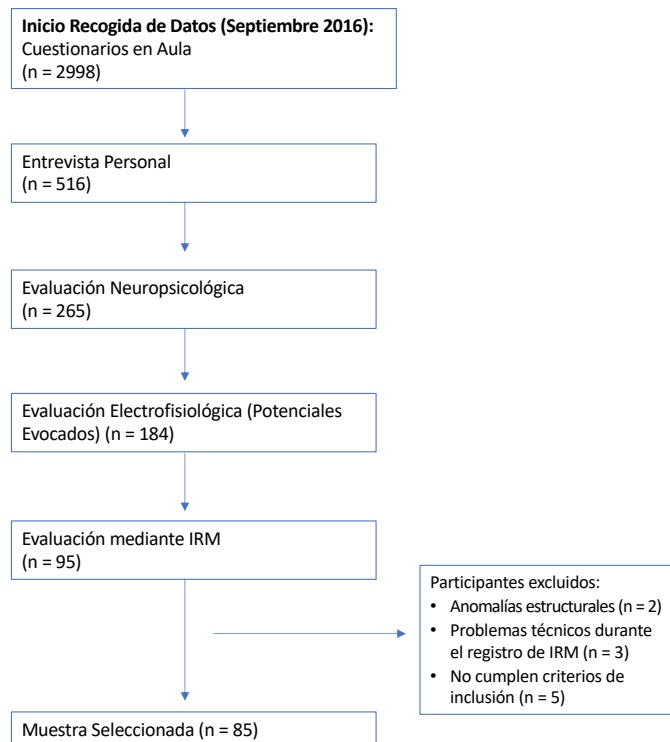 Inicio Recogida de Datos (Septiembre 2016):
Cuestionarios en Aula
(n = 2998)
Entrevista Personal
(n = 516)
Evaluación Neuropsicológica
(n = 265)
Evaluación Electrofisiológica (Potenciales
Evocados) (n = 184)
Evaluación mediante IRM
(n = 95)
Participantes excluidos:
• Anomalías estructurales (n = 2)
• Problemas técnicos durante
el registro de IRM (n = 3)
• No cumplen criterios de
inclusión (n = 5)
Muestra Seleccionada (n = 85)